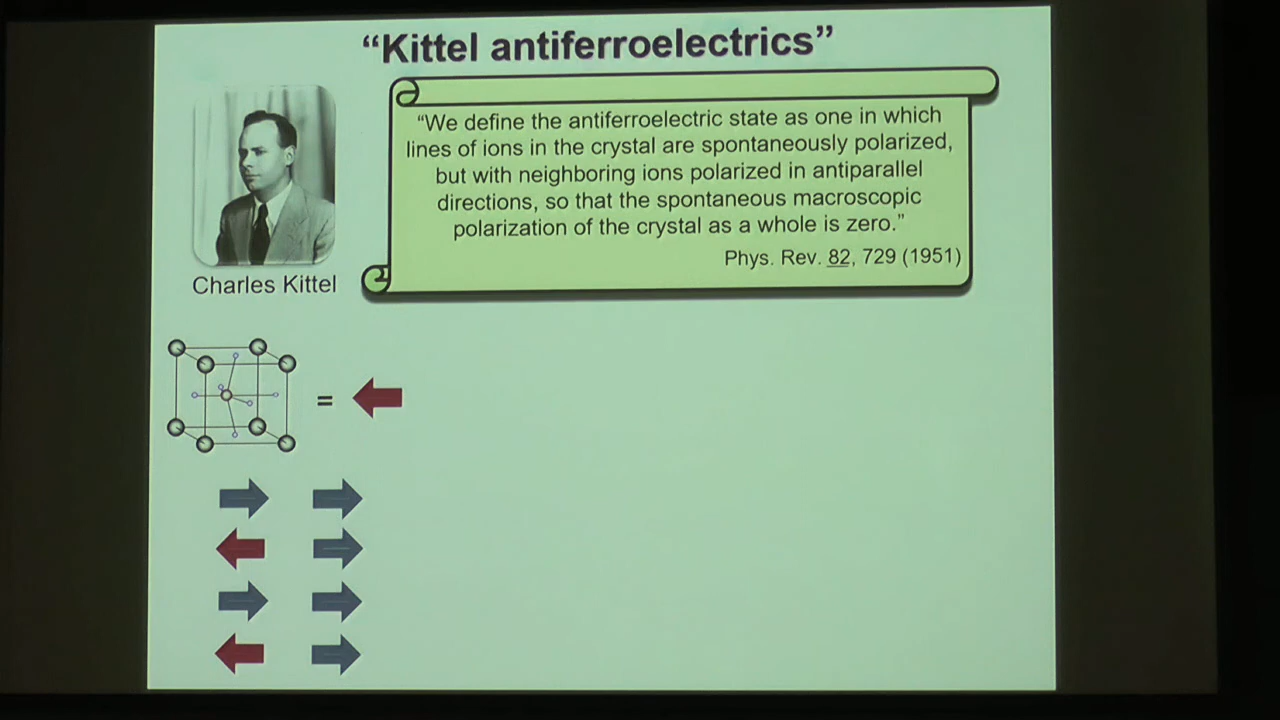 “Kittel antiferroelectrics”
“We define the antiferroelectric state as one in which
lines of ions in the crystal are spontaneously polarized,
but with neighboring ions polarized in antiparallel
directions, so that the spontaneous macroscopic
polarization of the crystal as a whole is zero.”
Phys. Rev. 82, 729 (1951)
Charles Kittel
=